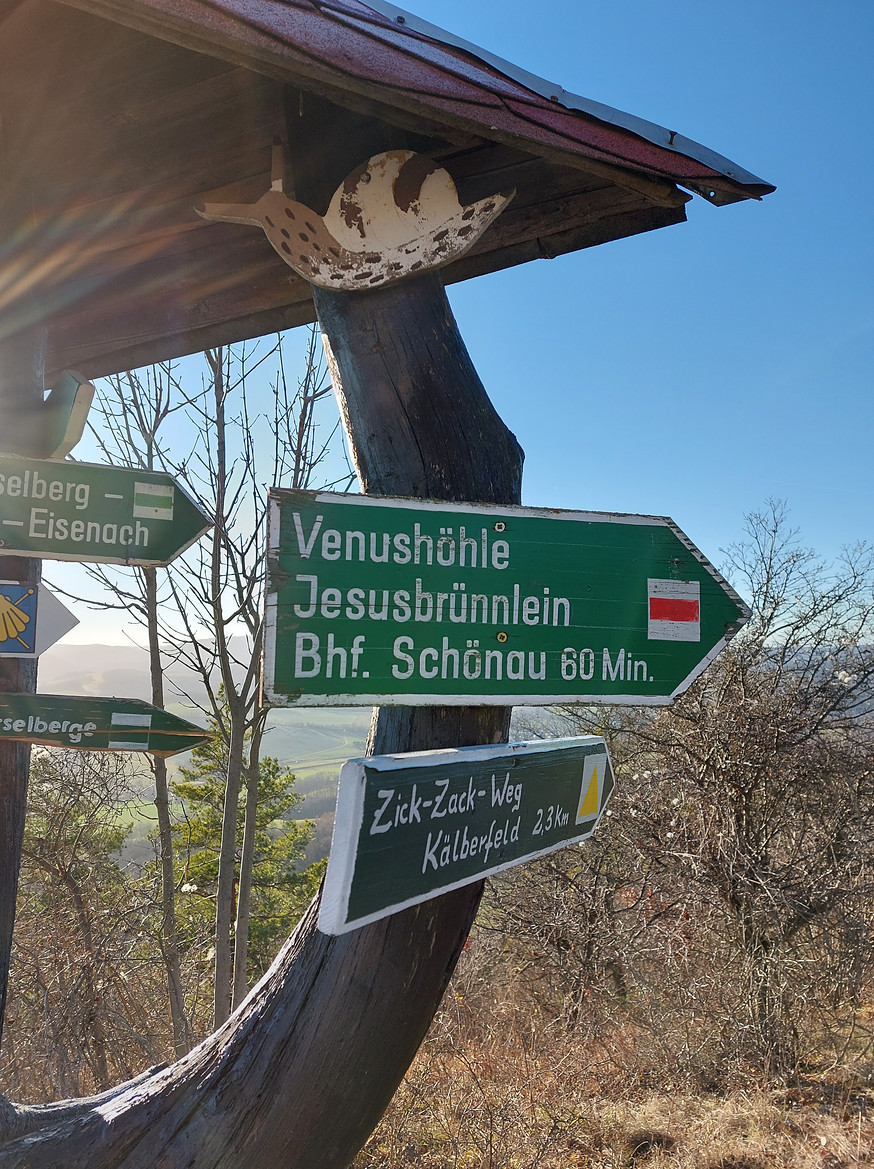 selberg –
–Eisenach
rselberge
Venushöhle
Jesusbrünnlein
Bhf. Schönau 60 Min.
Zick-Zack-Weg
Kälberfeld 2,3 km